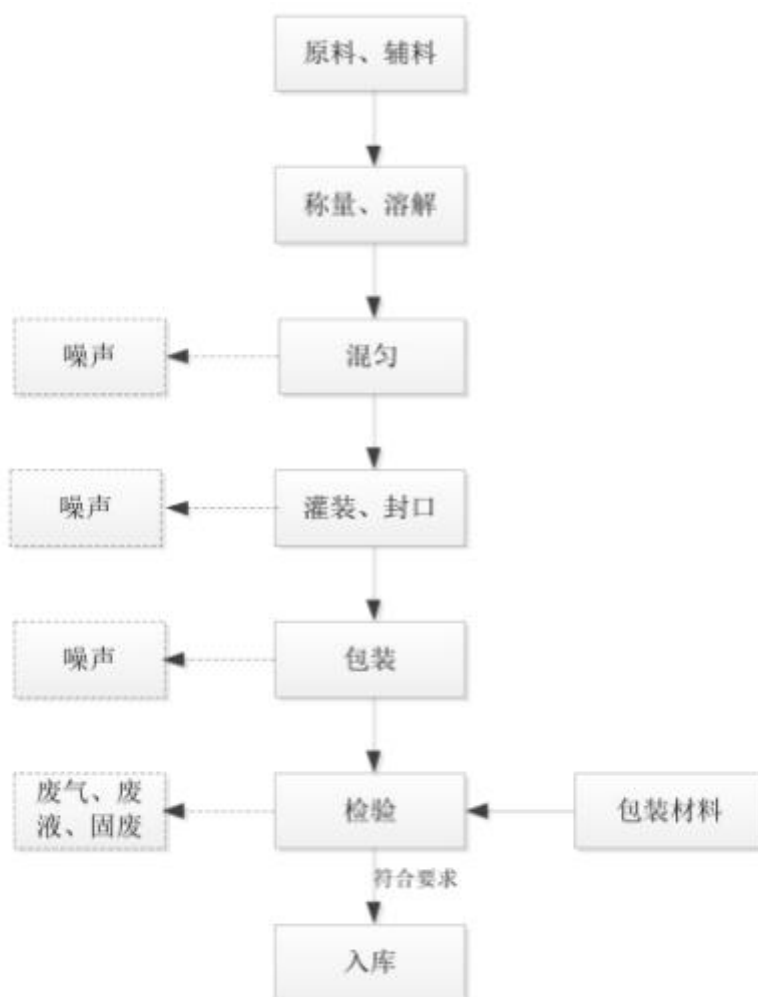 原料、辅料
称量、溶解
噪声
混匀
噪声
灌装、封口
噪声
包装
废气、废
液、固废
检验
包装材料
符合要求
入库